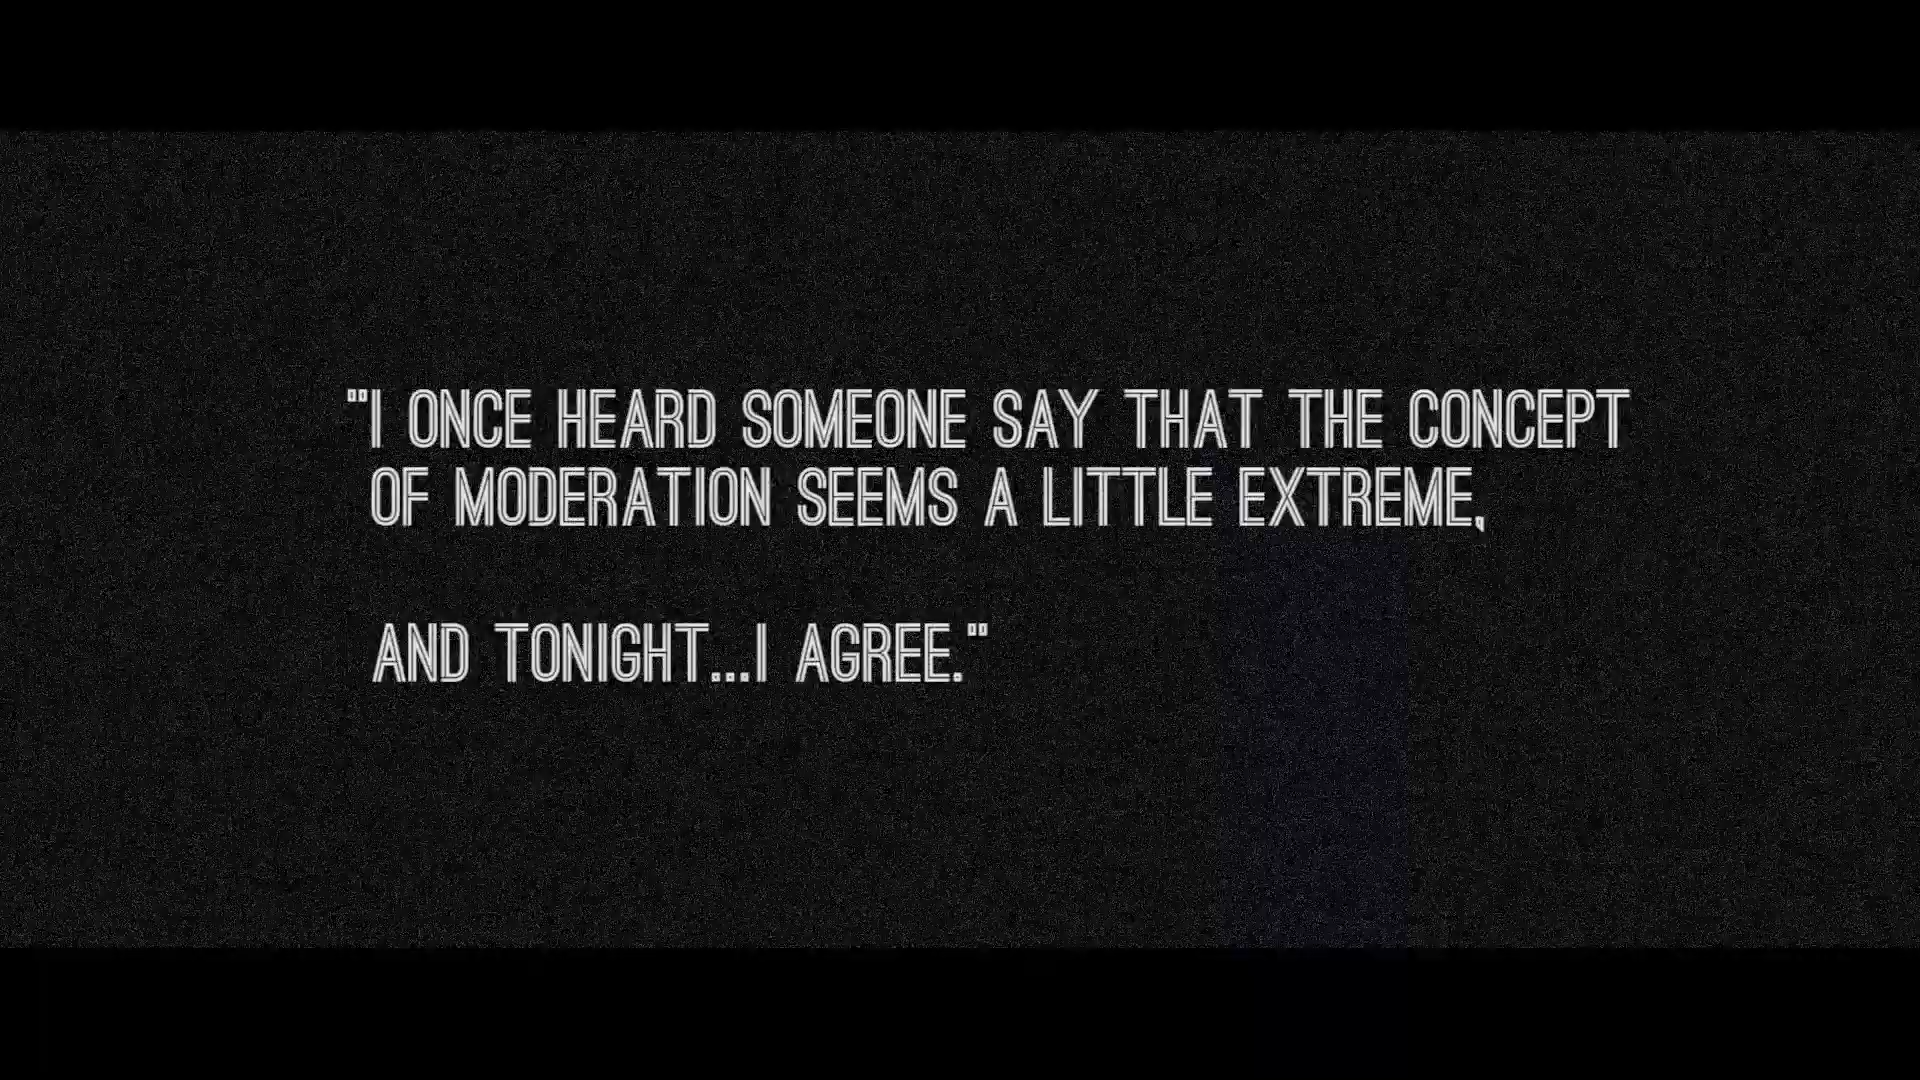 "I ONCE HEARD SOMEONE SAY THAT THE CONCEPT
OF MODERATION SEEMS A LITTLE EXTREME,
AND TONIGHT...I AGREE."